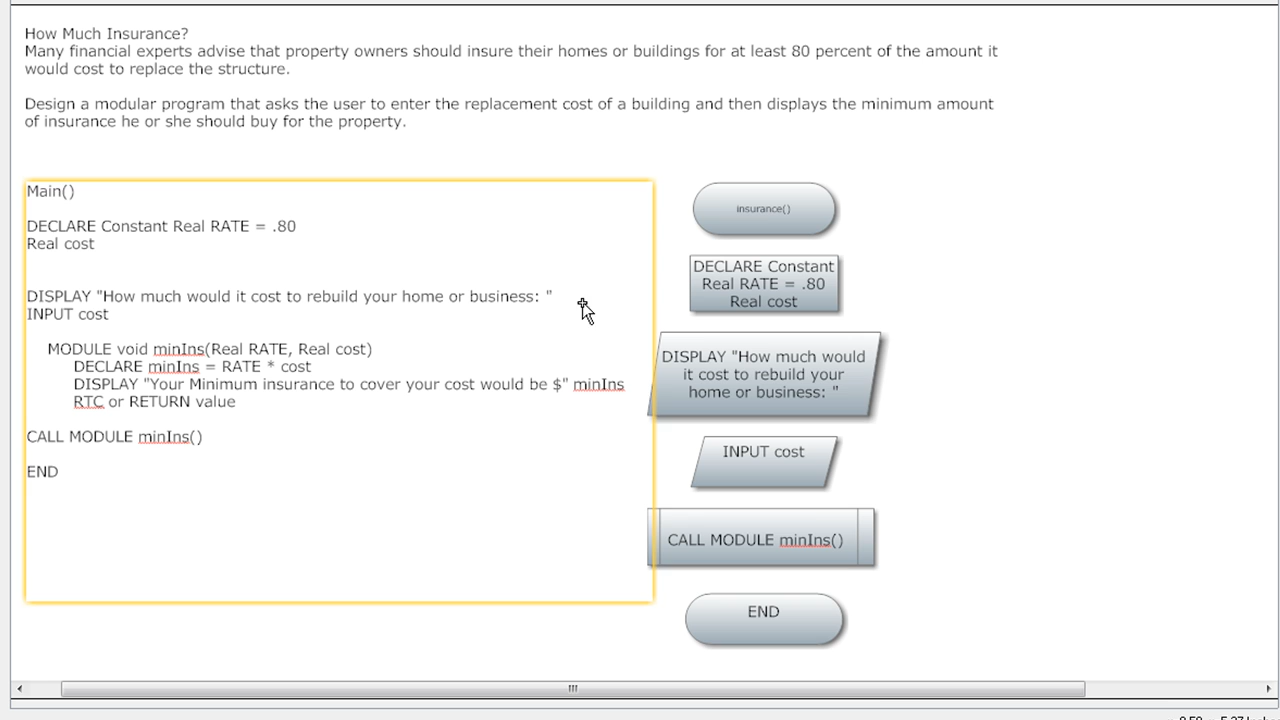 How Much Insurance?
Many financial experts advise that property owners should insure their homes or buildings for at least 80 percent of the amount it
would cost to replace the structure.
Design a modular program that asks the user to enter the replacement cost of a building and then displays the minimum amount
of insurance he or she should buy for the property.
Main()
DECLARE Constant Real RATE = .80
Real cost
DISPLAY "How much would it cost to rebuild your home or business: "
INPUT cost
MODULE void minIns(Real RATE, Real cost)
DECLARE minIns = RATE * cost
DISPLAY "Your Minimum insurance to cover your cost would be $" minIns
RTC or RETURN value
CALL MODULE minIns()
END
insurance()
DECLARE Constant
Real RATE = .80
Real cost
DISPLAY "How much would
it cost to rebuild your
home or business: "
INPUT cost
CALL MODULE minIns()
END